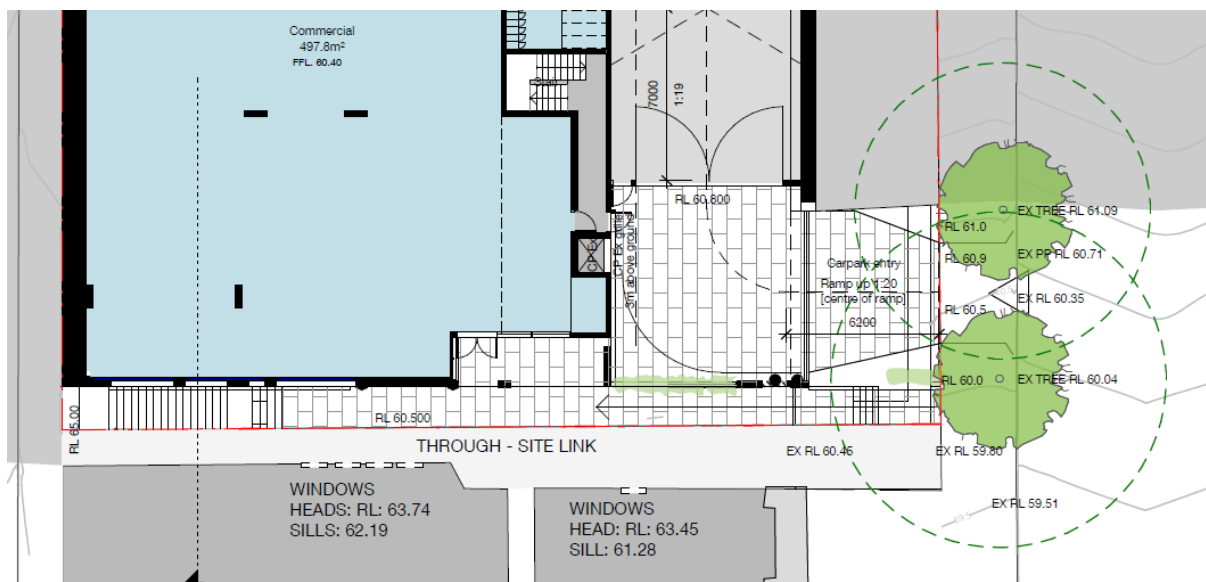 Commercial
497.8m²
FFL. 60.40
7000
1:19
RL 60.800
CP Ex
3m above ground
Carpark entry
Ramp up 1:20
[centre of ramp]
6200
RL 61.0
RL 60.9
RL 60.5
RL 60.0
EX TREE RL 61.09
EX PP RL 60.71
EX RL 60.35
EX TREE RL 60.04
RL 65.00
RL 60.500
THROUGH - SITE LINK
EX RL 60.46
EX RL 59.80
EX RL 59.51
59.5
WINDOWS
HEADS: RL: 63.74
SILLS: 62.19
WINDOWS
HEAD: RL: 63.45
SILL: 61.28